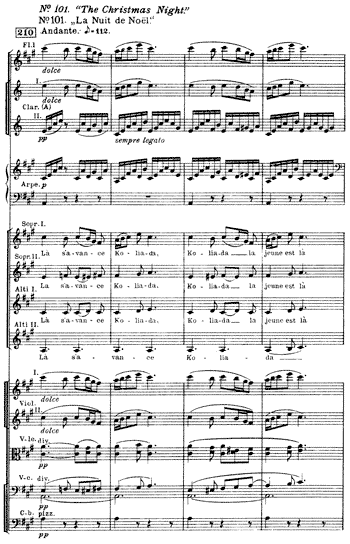 Nº 101. "The Christmas Night."
Nº 101. „La Nuit de Noël."
210 Andante. ♪=112.
Fl. I
dolce
I.
Clar. (A)
dolce
II.
pp sempre legato
Arpe. p
Sopr. I.
Là s'a-van-ce Ko-lia-da, Ko-lia-da la jeune est là
Sopr. II.
Là s'a-van-ce Ko-lia-da, Ko-lia-da la jeune est là
Alti I
Là s'a-van-ce Ko-lia-da, Ko-lia-da la jeune est là
Alti II.
Là s'a-van-ce Ko-lia-da
I.
dolce
Viol.
II
dolce
V-le. div.
pp
V-c. div.
pp
C.b. pizz.
pp